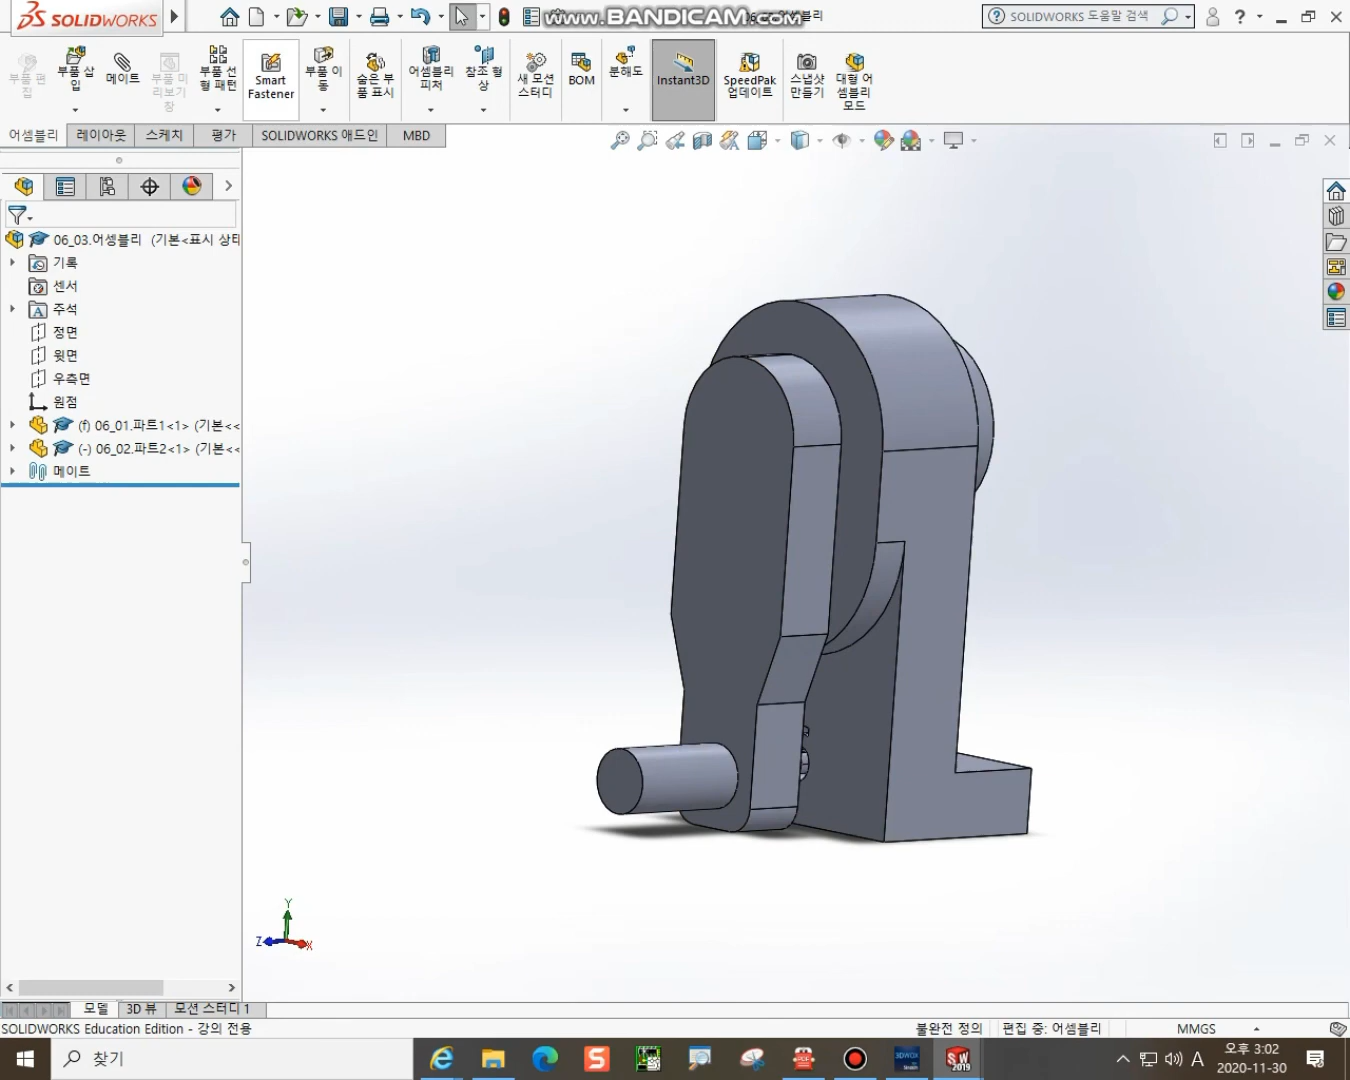 SOLIDWORKS
www.BANDICAM.com
어셈블리
SOLIDWORKS 도움말 검색
?
부품 편집
부품 삽입
메이트
부품 미리보기 창
부품 선형 패턴
Smart Fastener
부품 이동
숨은 부품 표시
어셈블리 피처
참조 형상
새 모션 스터디
BOM
분해도
Instant3D
SpeedPak 업데이트
스냅샷 만들기
대형 어셈블리 모드
어셈블리
레이아웃
스케치
평가
SOLIDWORKS 애드인
MBD
06_03.어셈블리 (기본<표시 상태
기록
센서
주석
정면
윗면
우측면
원점
(f) 06_01.파트1<1> (기본<<
(-) 06_02.파트2<1> (기본<<
메이트
Y
Z
X
모델
3D 뷰
모션 스터디 1
SOLIDWORKS Education Edition - 강의 전용
불완전 정의
편집 중: 어셈블리
MMGS
찾기
A
오후 3:02
2020-11-30